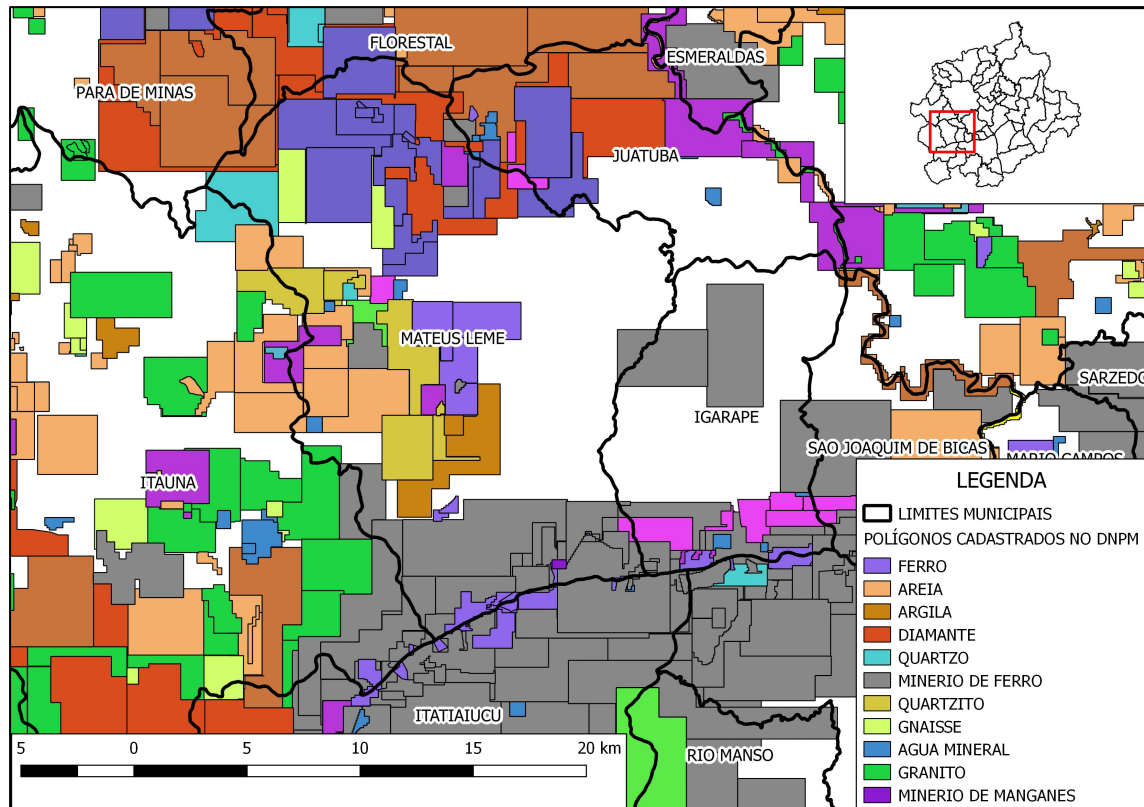 FLORESTAL
ESMERALDAS
PARA DE MINAS
JUATUBA
MATEUS LEME
SARZEDO
IGARAPE
SAO JOAQUIM DE BICAS
MARIO CAMPOS
ITAUNA
ITATIAIUCU
RIO MANSO
5 0 5 10 15 20 km
LEGENDA
LIMITES MUNICIPAIS
POLÍGONOS CADASTRADOS NO DNPM
FERRO
AREIA
ARGILA
DIAMANTE
QUARTZO
MINERIO DE FERRO
QUARTZITO
GNAISSE
AGUA MINERAL
GRANITO
MINERIO DE MANGANES